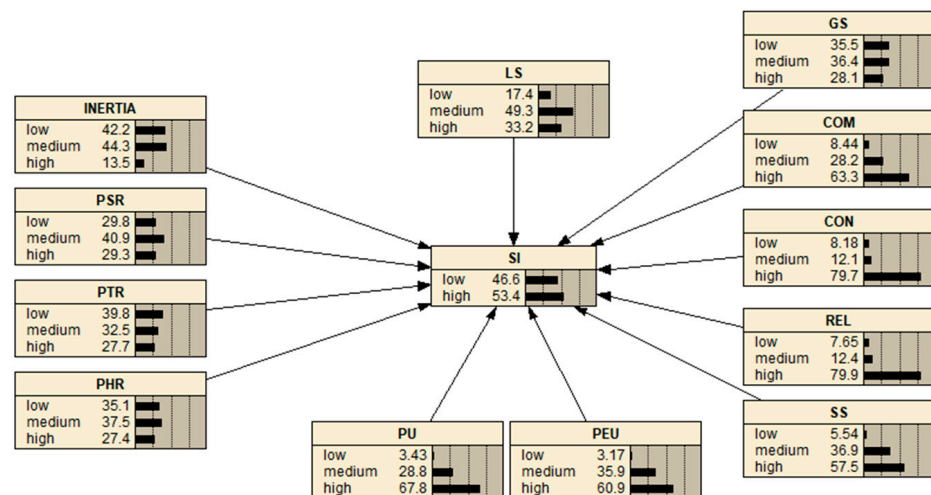 GS
low 35.5
medium 36.4
high 28.1
LS
low 17.4
medium 49.3
high 33.2
INERTIA
low 42.2
medium 44.3
high 13.5
COM
low 8.44
medium 28.2
high 63.3
PSR
low 29.8
medium 40.9
high 29.3
CON
low 8.18
medium 12.1
high 79.7
SI
low 46.6
high 53.4
PTR
low 39.8
medium 32.5
high 27.7
REL
low 7.65
medium 12.4
high 79.9
PHR
low 35.1
medium 37.5
high 27.4
SS
low 5.54
medium 36.9
high 57.5
PU
low 3.43
medium 28.8
high 67.8
PEU
low 3.17
medium 35.9
high 60.9